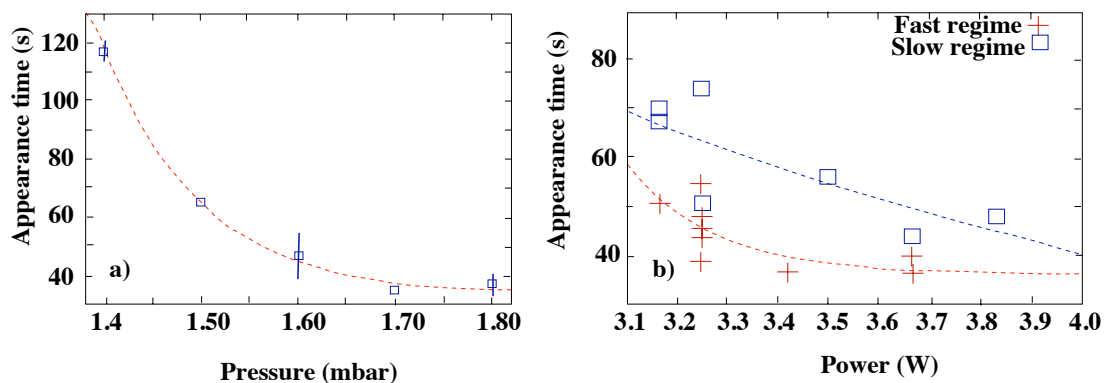 Appearance time (s)
120
100
80
60
40
a)
1.4
1.50
1.60
1.70
1.80
Pressure (mbar)
Appearance time (s)
80
60
40
Fast regime
Slow regime
b)
3.1 3.2 3.3 3.4 3.5 3.6 3.7 3.8 3.9 4.0
Power (W)